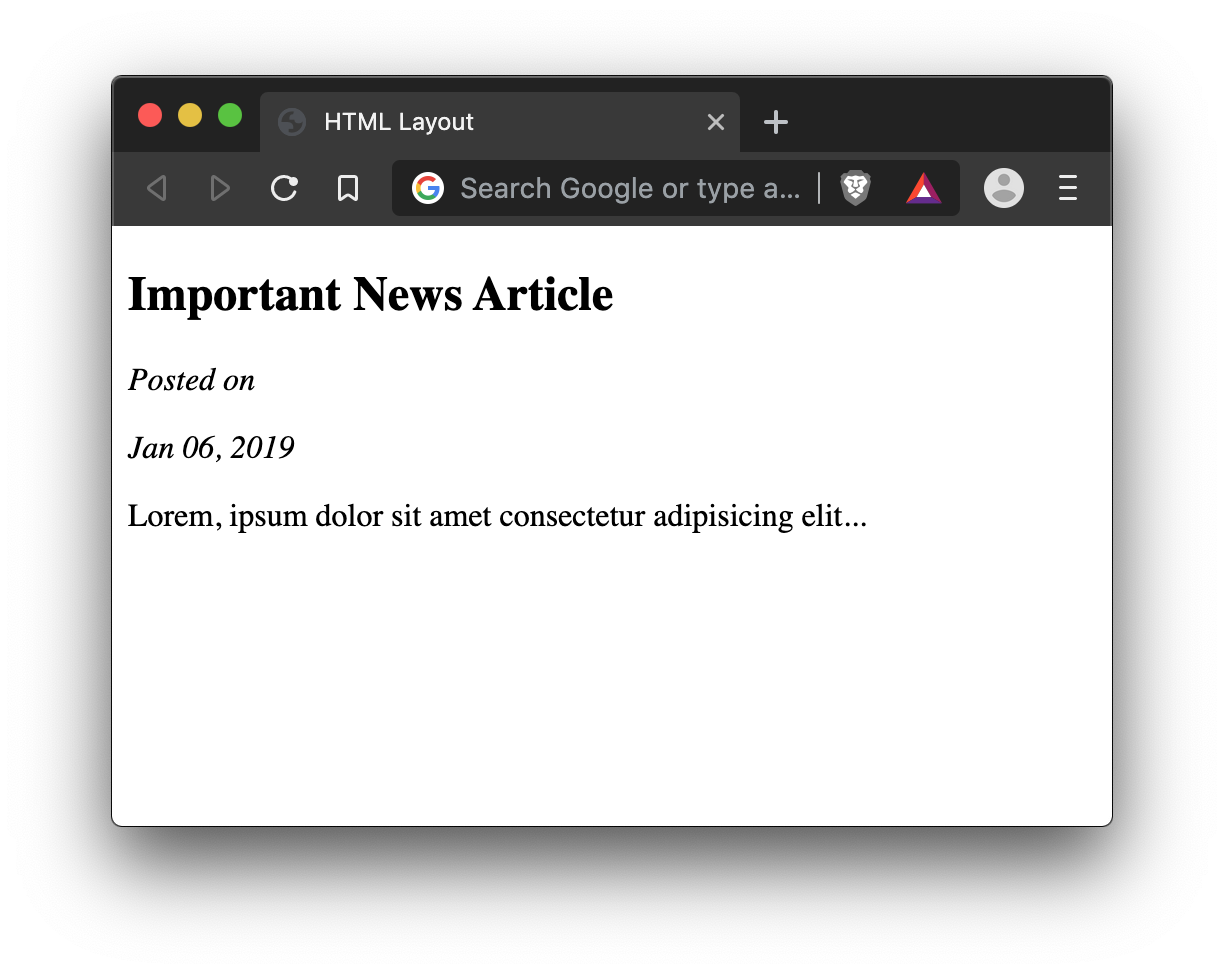 HTML Layout
Search Google or type a...
Important News Article
Posted on
Jan 06, 2019
Lorem, ipsum dolor sit amet consectetur adipisicing elit...